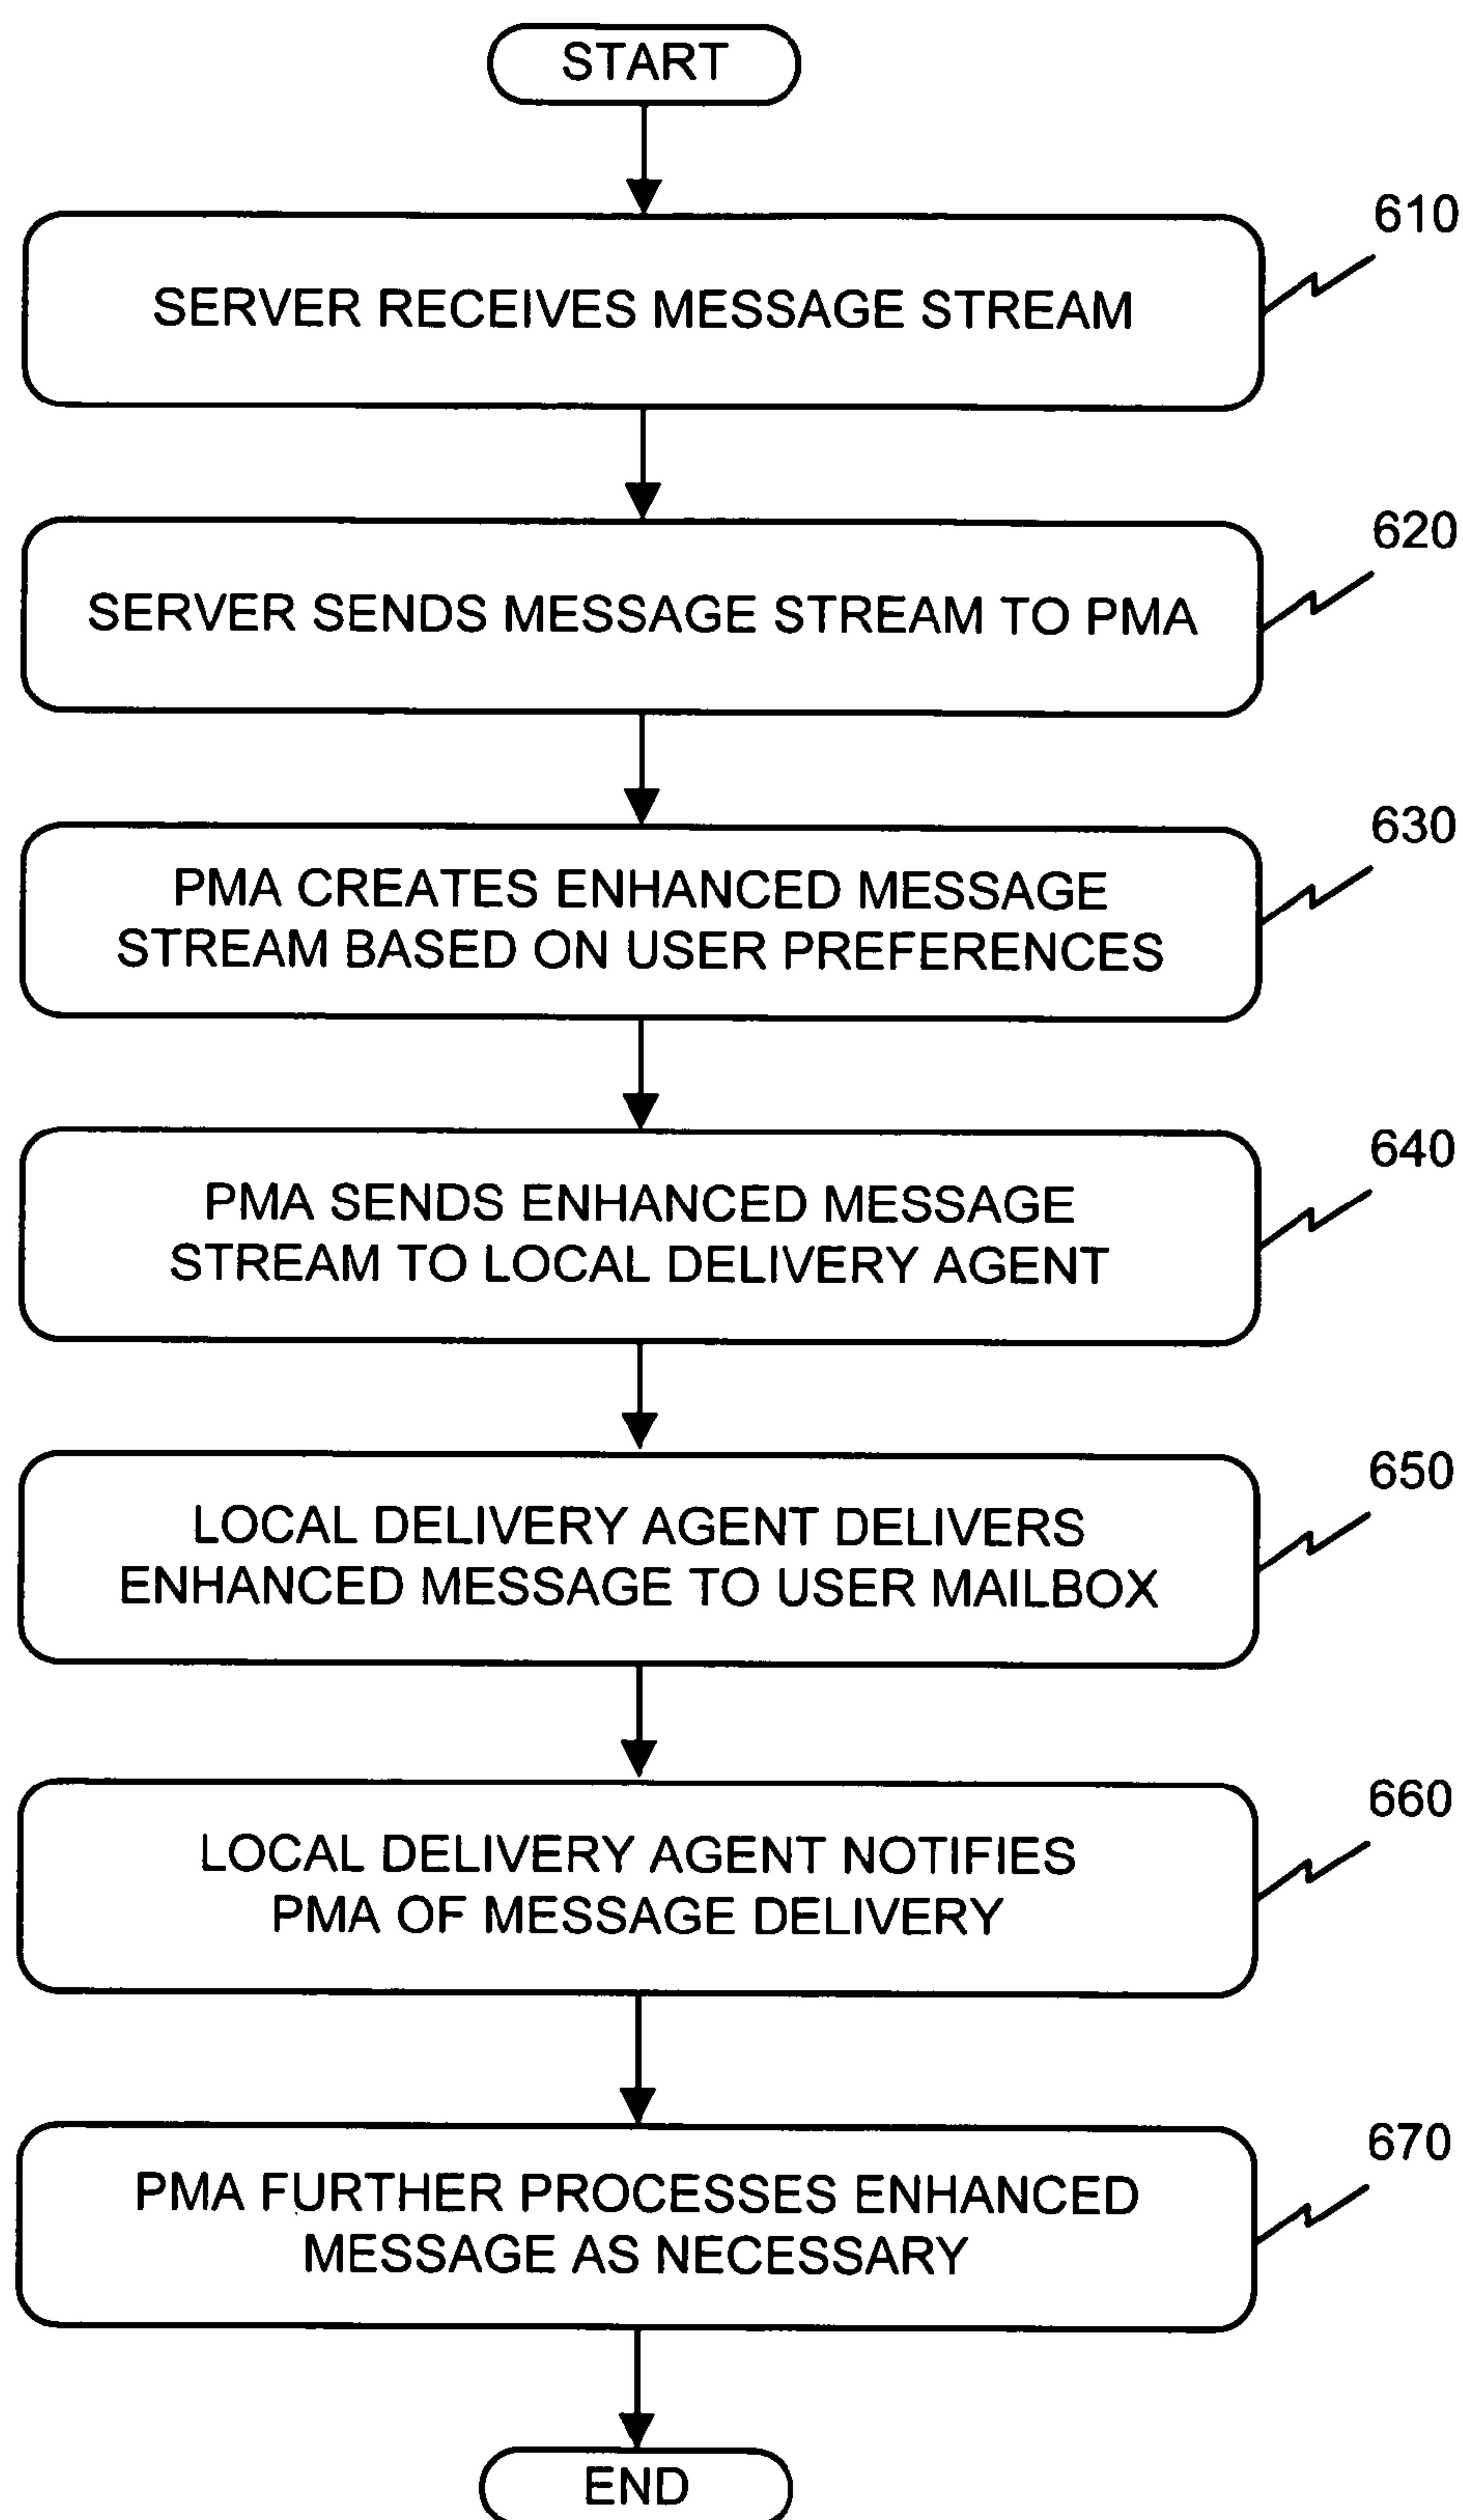 START
610
SERVER RECEIVES MESSAGE STREAM
620
SERVER SENDS MESSAGE STREAM TO PMA
630
PMA CREATES ENHANCED MESSAGE
STREAM BASED ON USER PREFERENCES
640
PMA SENDS ENHANCED MESSAGE
STREAM TO LOCAL DELIVERY AGENT
650
LOCAL DELIVERY AGENT DELIVERS
ENHANCED MESSAGE TO USER MAILBOX
660
LOCAL DELIVERY AGENT NOTIFIES
PMA OF MESSAGE DELIVERY
670
PMA FURTHER PROCESSES ENHANCED
MESSAGE AS NECESSARY
END